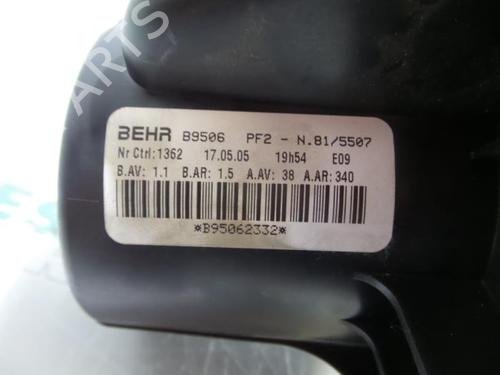 BEHR B9506 PF2 - N.81/5507
Nr Ctrl:1362 17.05.05 19h54 E09
B.AV: 1.1 B.AR: 1.5 A.AV: 38 A.AR:340
*B95062332*
PARTS